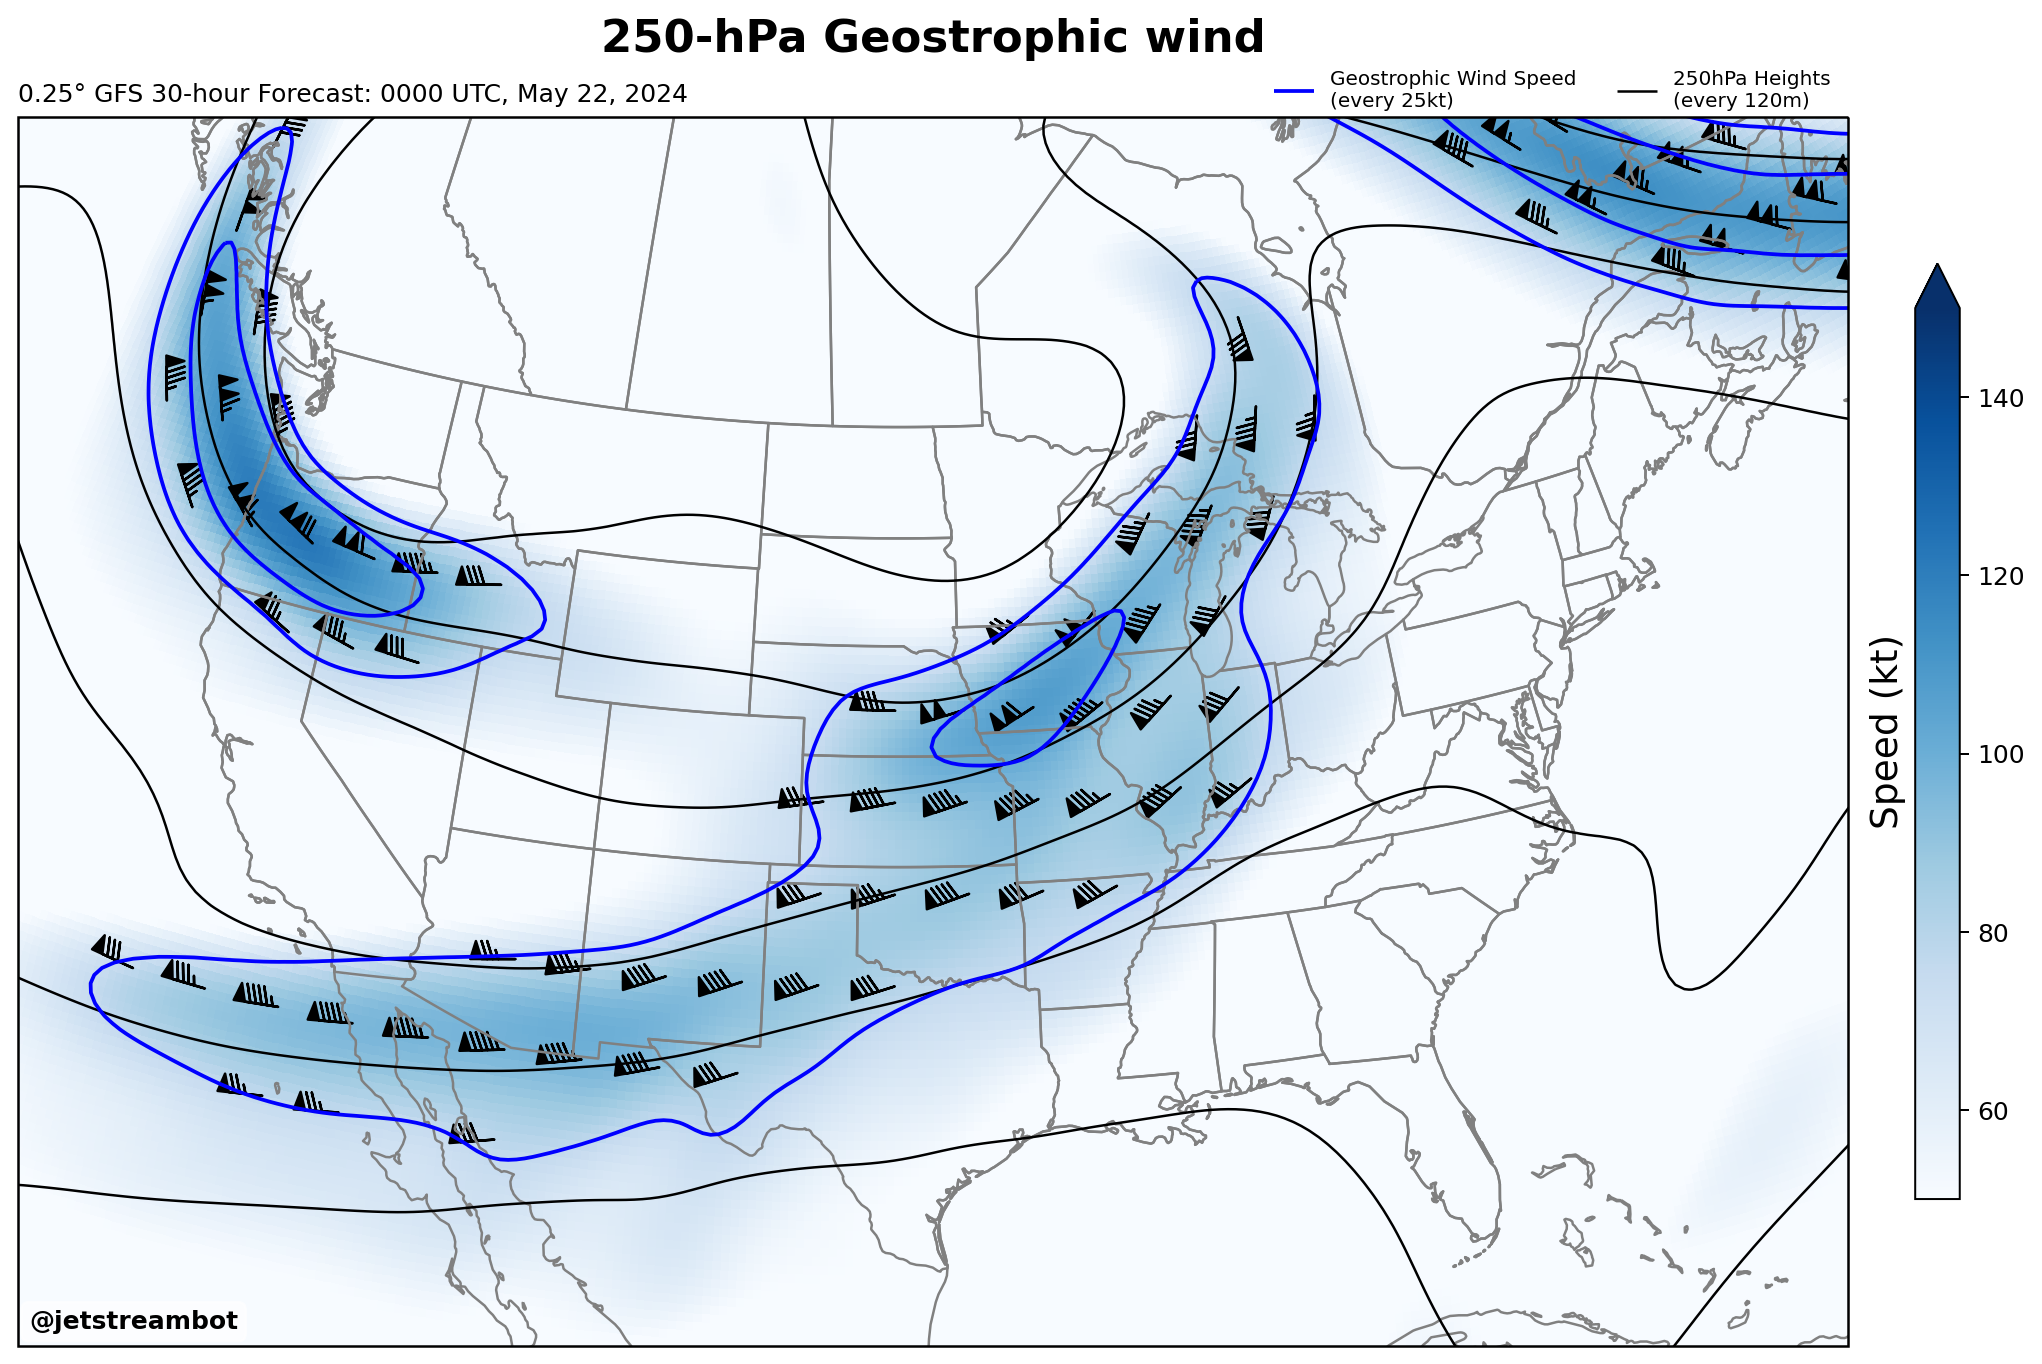 250-hPa Geostrophic wind
0.25° GFS 30-hour Forecast: 0000 UTC, May 22, 2024
Geostrophic Wind Speed
(every 25kt)
250hPa Heights
(every 120m)
140
120
100
80
60
Speed (kt)
@jetstreambot